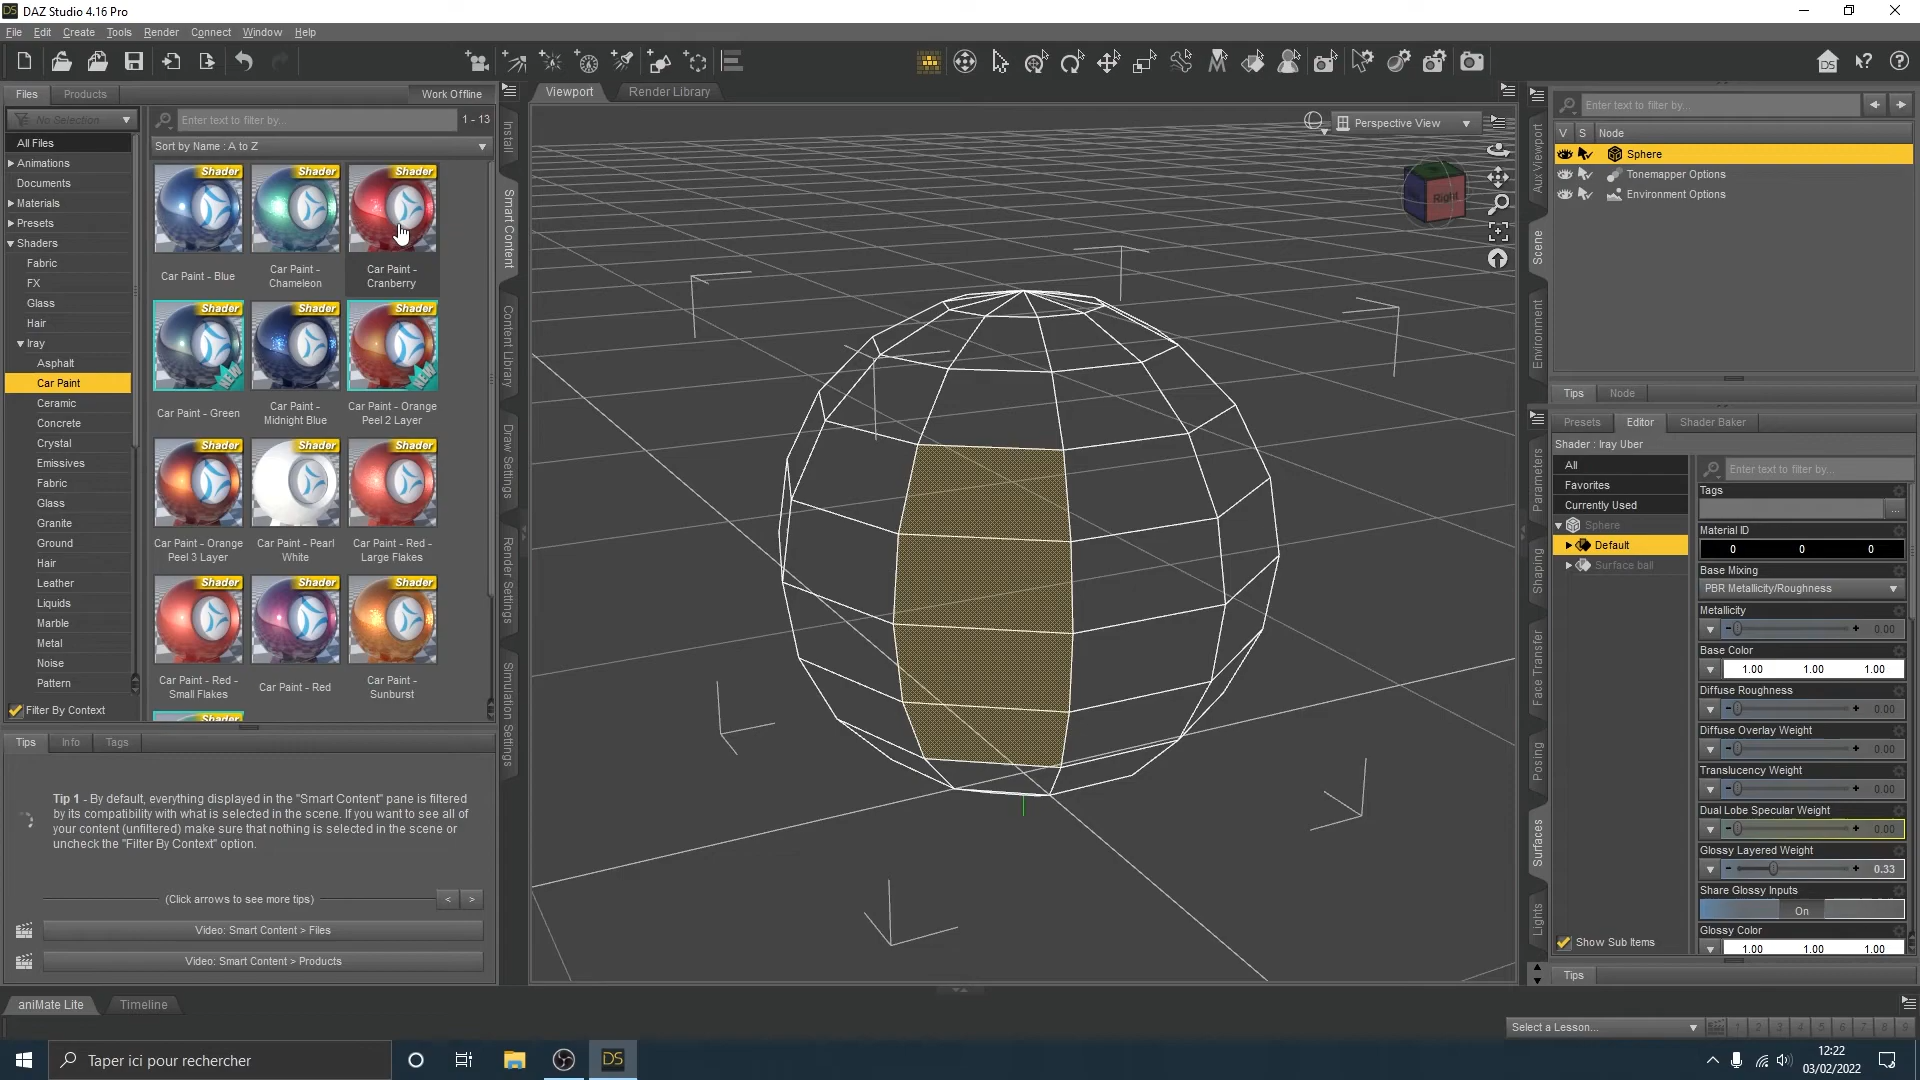 DAZ Studio 4.16 Pro
File Edit Create Tools Render Connect Window Help
Files Products Work Offline
No Selection
Enter text to filter by... 1 - 13
Sort by Name : A to Z
All Files
Animations
Documents
Materials
Presets
Shaders
Fabric
FX
Glass
Hair
Iray
Asphalt
Car Paint
Ceramic
Concrete
Crystal
Emissives
Fabric
Glass
Granite
Ground
Hair
Leather
Liquids
Marble
Metal
Noise
Pattern
Filter By Context
Shader Shader Shader
Car Paint - Blue
Car Paint -
Chameleon
Car Paint -
Cranberry
Shader Shader Shader
NEW NEW
Car Paint - Green
Car Paint -
Midnight Blue
Car Paint - Orange
Peel 2 Layer
Shader Shader Shader
Car Paint - Orange
Peel 3 Layer
Car Paint - Pearl
White
Car Paint - Red -
Large Flakes
Shader Shader Shader
Car Paint - Red -
Small Flakes
Car Paint - Red
Car Paint -
Sunburst
Shader
Install
Smart Content
Content Library
Draw Settings
Render Settings
Simulation Settings
Tips Info Tags
Tip 1 - By default, everything displayed in the "Smart Content" pane is filtered
by its compatibility with what is selected in the scene. If you want to see all of
your content (unfiltered) make sure that nothing is selected in the scene or
uncheck the "Filter By Context" option.
(Click arrows to see more tips) < >
Video: Smart Content > Files
Video: Smart Content > Products
Viewport Render Library
Perspective View
Right
Aux Viewport
Scene
Environment
Parameters
Shaping
Face Transfer
Posing
Surfaces
Lights
Enter text to filter by...
V S Node
Sphere
Tonemapper Options
Environment Options
Tips Node
Presets Editor Shader Baker
Shader : Iray Uber
All
Favorites
Currently Used
Sphere
Default
Surface ball
Show Sub Items
Enter text to filter by...
Tags
...
Material ID
0 0 0
Base Mixing
PBR Metallicity/Roughness
Metallicity
0.00
Base Color
1.00 1.00 1.00
Diffuse Roughness
0.00
Diffuse Overlay Weight
0.00
Translucency Weight
0.00
Dual Lobe Specular Weight
0.00
Glossy Layered Weight
0.33
Share Glossy Inputs
On
Glossy Color
1.00 1.00 1.00
Tips
aniMate Lite Timeline
Select a Lesson... 1 2 3 4 5 6 7 8 9
Taper ici pour rechercher
DS
12:22
03/02/2022